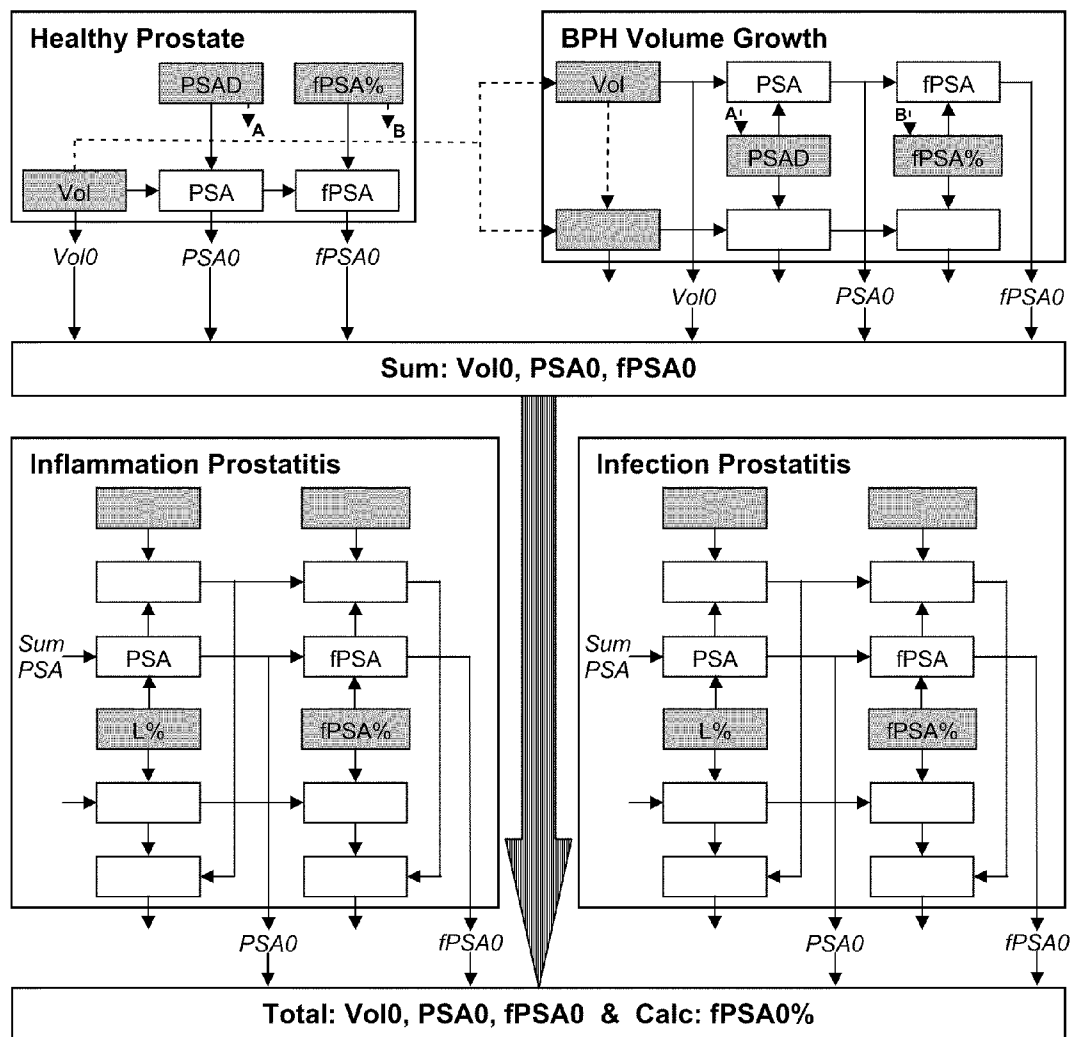 Healthy Prostate
PSAD
fPSA%
A
B
Vol
PSA
fPSA
Vol0
PSA0
fPSA0
BPH Volume Growth
Vol
PSA
fPSA
A
B
PSAD
fPSA%
Vol0
PSA0
fPSA0
Sum: Vol0, PSA0, fPSA0
Inflammation Prostatitis
Sum
PSA
PSA
fPSA
L%
fPSA%
PSA0
fPSA0
Infection Prostatitis
Sum
PSA
PSA
fPSA
L%
fPSA%
PSA0
fPSA0
Total: Vol0, PSA0, fPSA0 & Calc: fPSA0%